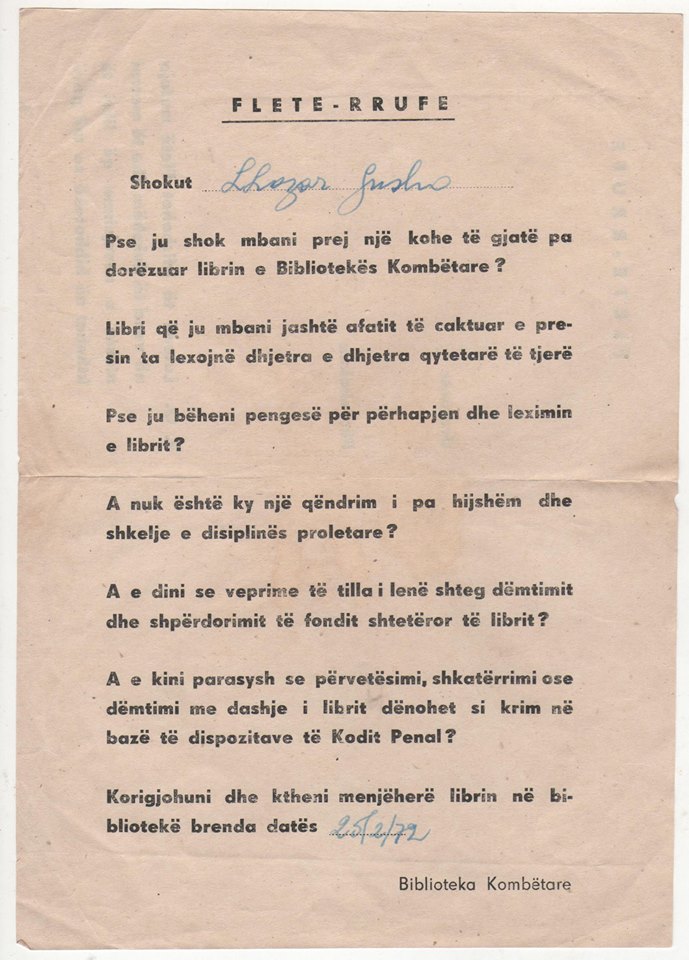 FLETE-RRUFE
Shokut Llazar Gusho
Pse ju shok mbani prej një kohe të gjatë pa
dorëzuar librin e Bibliotekës Kombëtare?
Libri që ju mbani jashtë afatit të caktuar e pre-
sin ta lexojnë dhjetra e dhjetra qytetarë të tjerë
Pse ju bëheni pengesë për përhapjen dhe leximin
e librit?
A nuk është ky një qëndrim i pa hijshëm dhe
shkelje e disiplinës proletare?
A e dini se veprime të tilla i lenë shteg dëmtimit
dhe shpërdorimit të fondit shtetëror të librit?
A e kini parasysh se përvetësimi, shkatërrimi ose
dëmtimi me dashje i librit dënohet si krim në
bazë të dispozitave të Kodit Penal?
Korigjohuni dhe ktheni menjëherë librin në bi-
bliotekë brenda datës 25/2/72
Biblioteka Kombëtare